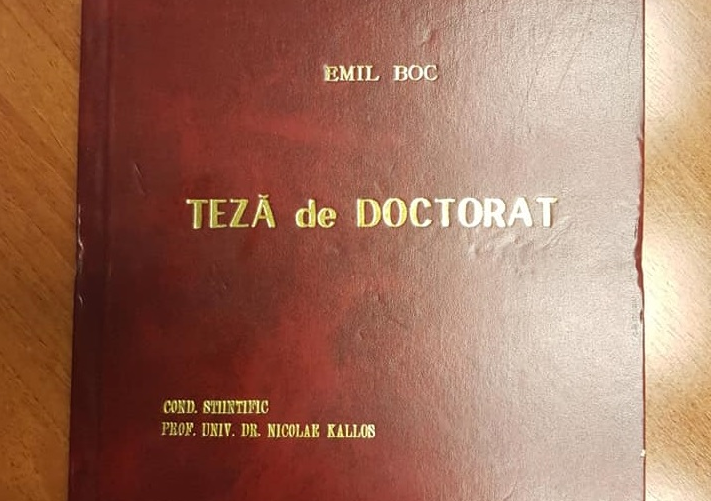 EMIL BOC
TEZĂ de DOCTORAT
COND. STIINTIFIC
PROF. UNIV. DR. NICOLAE KALLOS